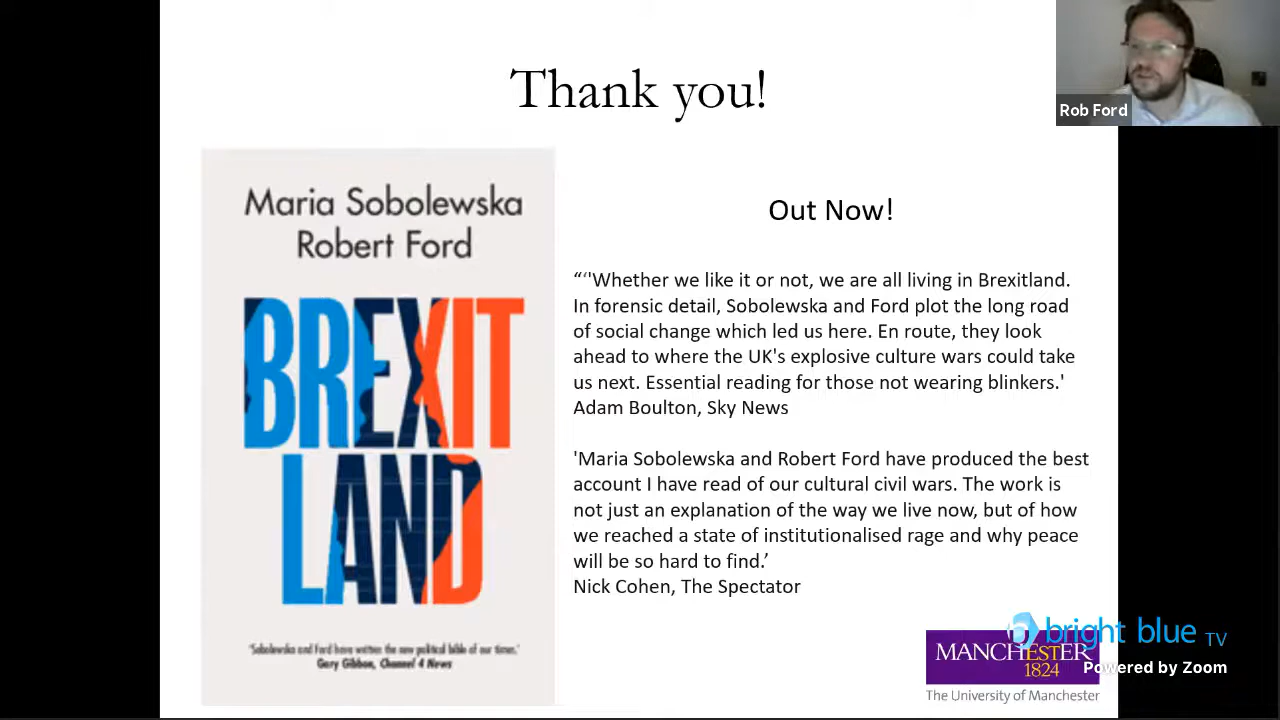 Thank you!
Rob Ford
Maria Sobolewska
Robert Ford
BREXIT
LAND
'Sobolewska and Ford have written the new political bible of our times.'
Gary Gibbon, Channel 4 News
Out Now!
“‘'Whether we like it or not, we are all living in Brexitland.
In forensic detail, Sobolewska and Ford plot the long road
of social change which led us here. En route, they look
ahead to where the UK's explosive culture wars could take
us next. Essential reading for those not wearing blinkers.'
Adam Boulton, Sky News
'Maria Sobolewska and Robert Ford have produced the best
account I have read of our cultural civil wars. The work is
not just an explanation of the way we live now, but of how
we reached a state of institutionalised rage and why peace
will be so hard to find.’
Nick Cohen, The Spectator
bright blue TV
MANCHESTER
1824
Powered by Zoom
The University of Manchester